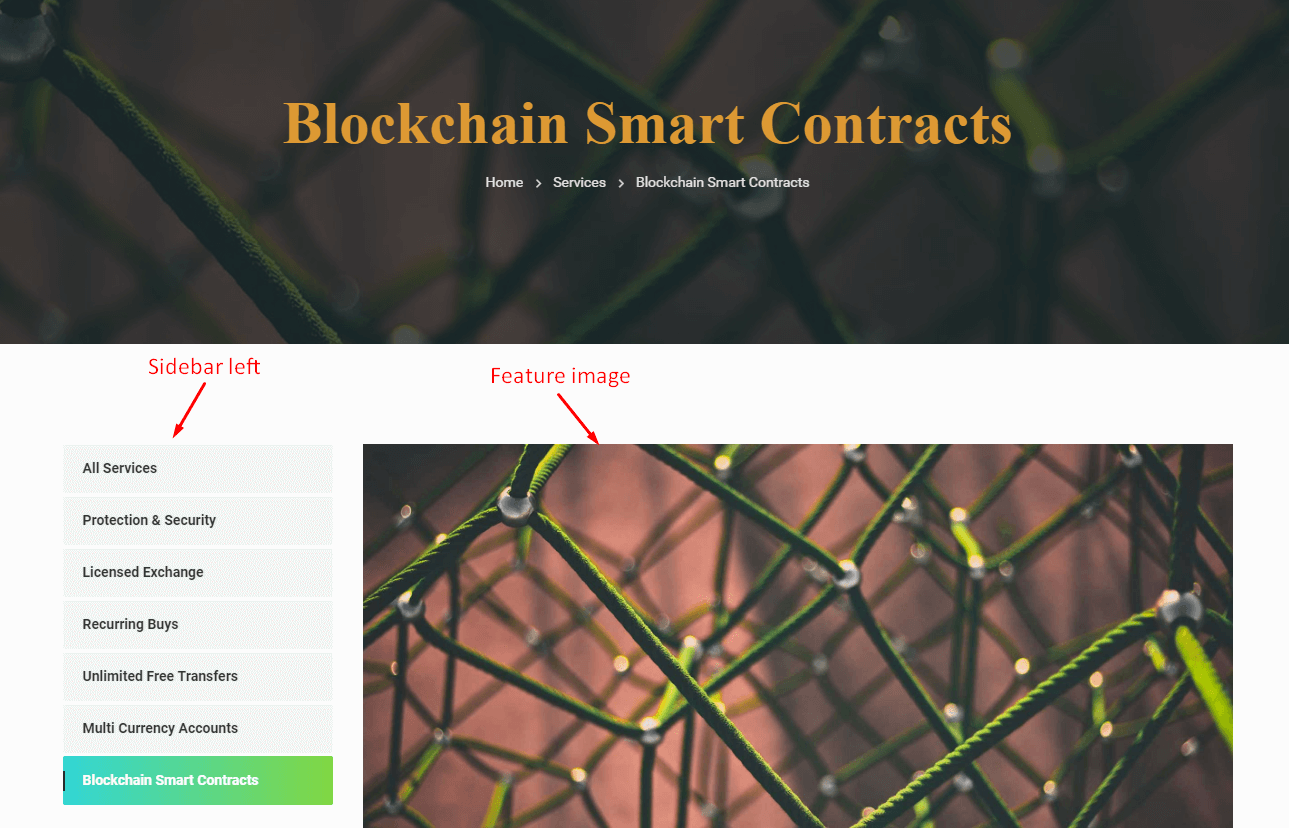 Blockchain Smart Contracts
Home > Services > Blockchain Smart Contracts
Sidebar left
Feature image
All Services
Protection & Security
Licensed Exchange
Recurring Buys
Unlimited Free Transfers
Multi Currency Accounts
Blockchain Smart Contracts